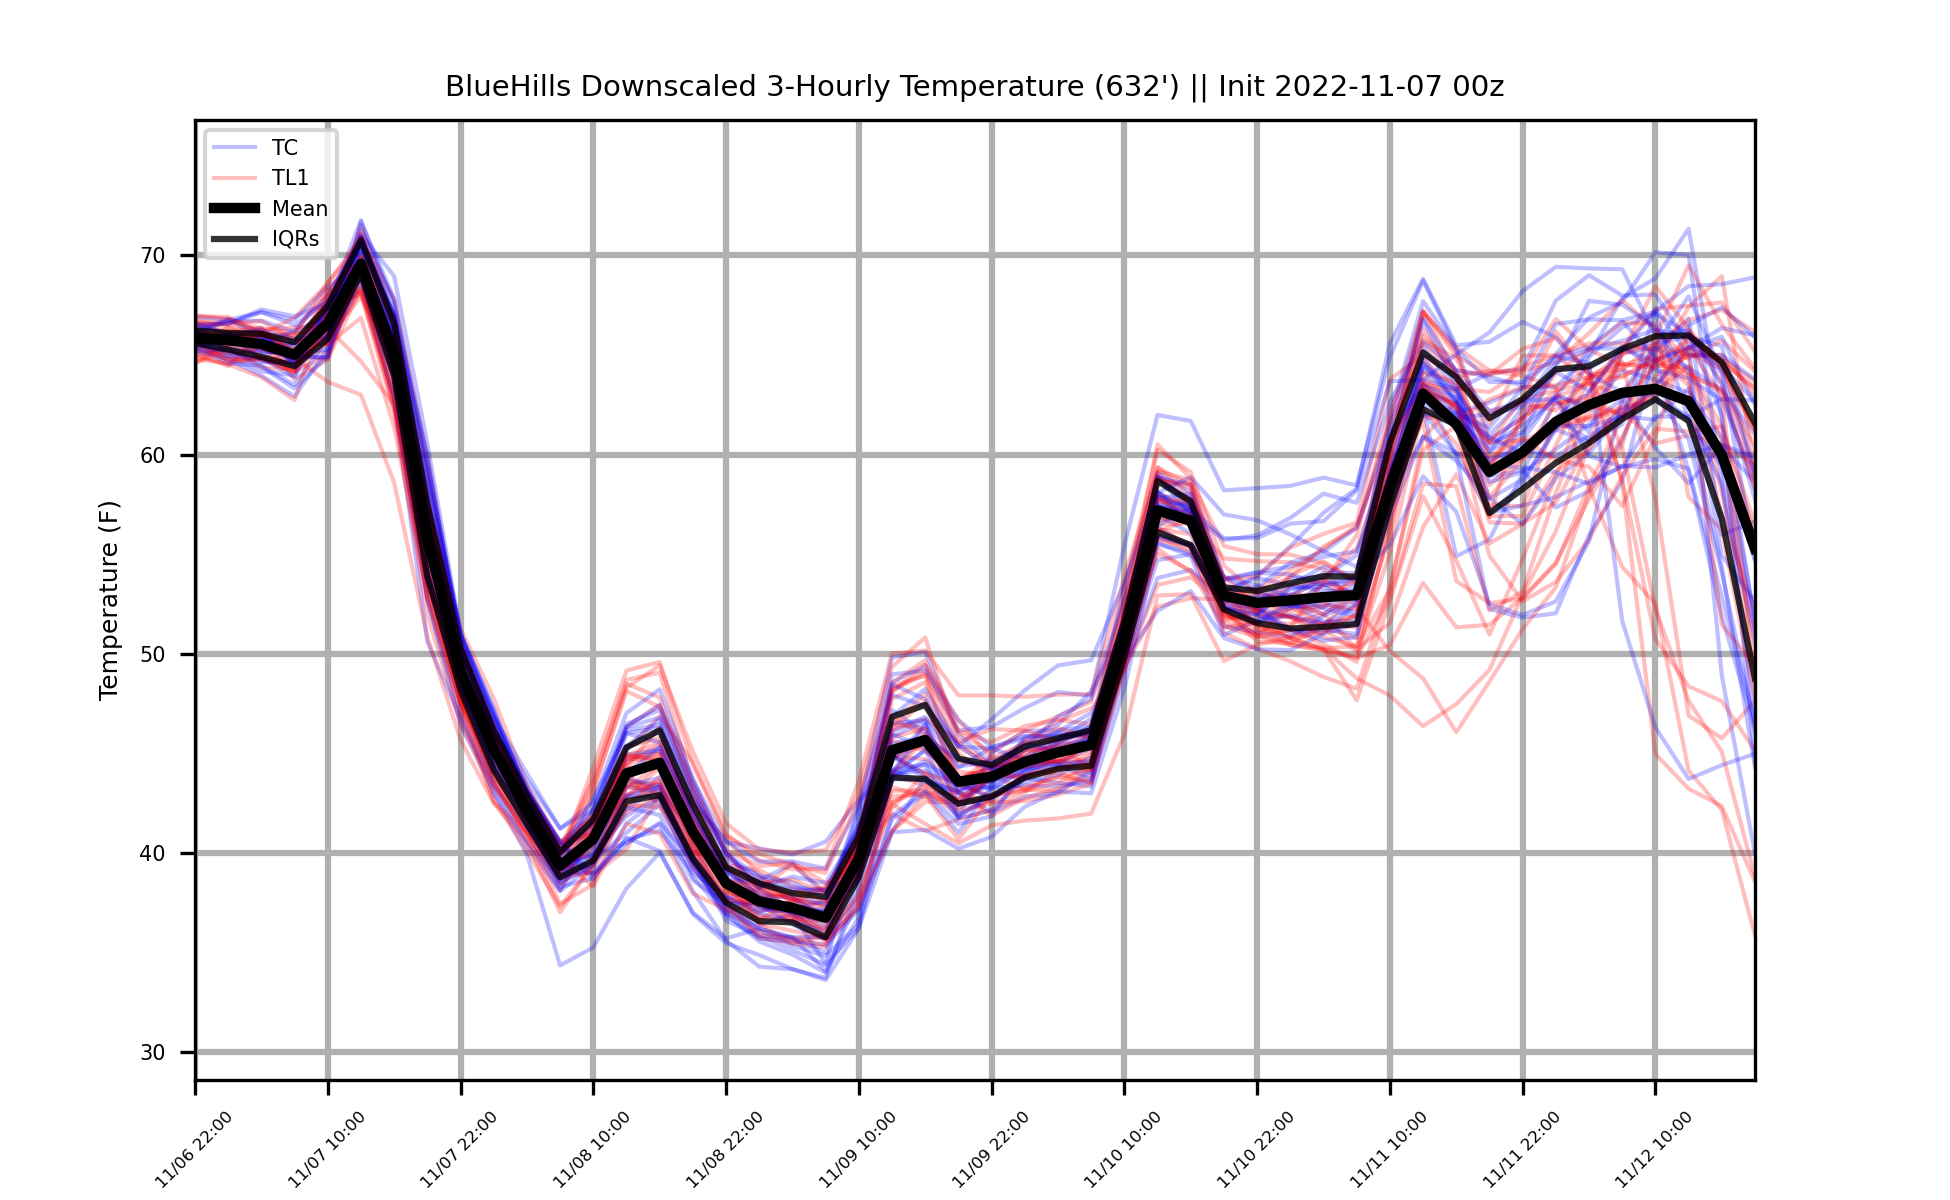 BlueHills Downscaled 3-Hourly Temperature (632') || Init 2022-11-07 00z
TC
TL1
Mean
IQRs
Temperature (F)
70
60
50
40
30
11/06 22:00
11/07 10:00
11/07 22:00
11/08 10:00
11/08 22:00
11/09 10:00
11/09 22:00
11/10 10:00
11/10 22:00
11/11 10:00
11/11 22:00
11/12 10:00